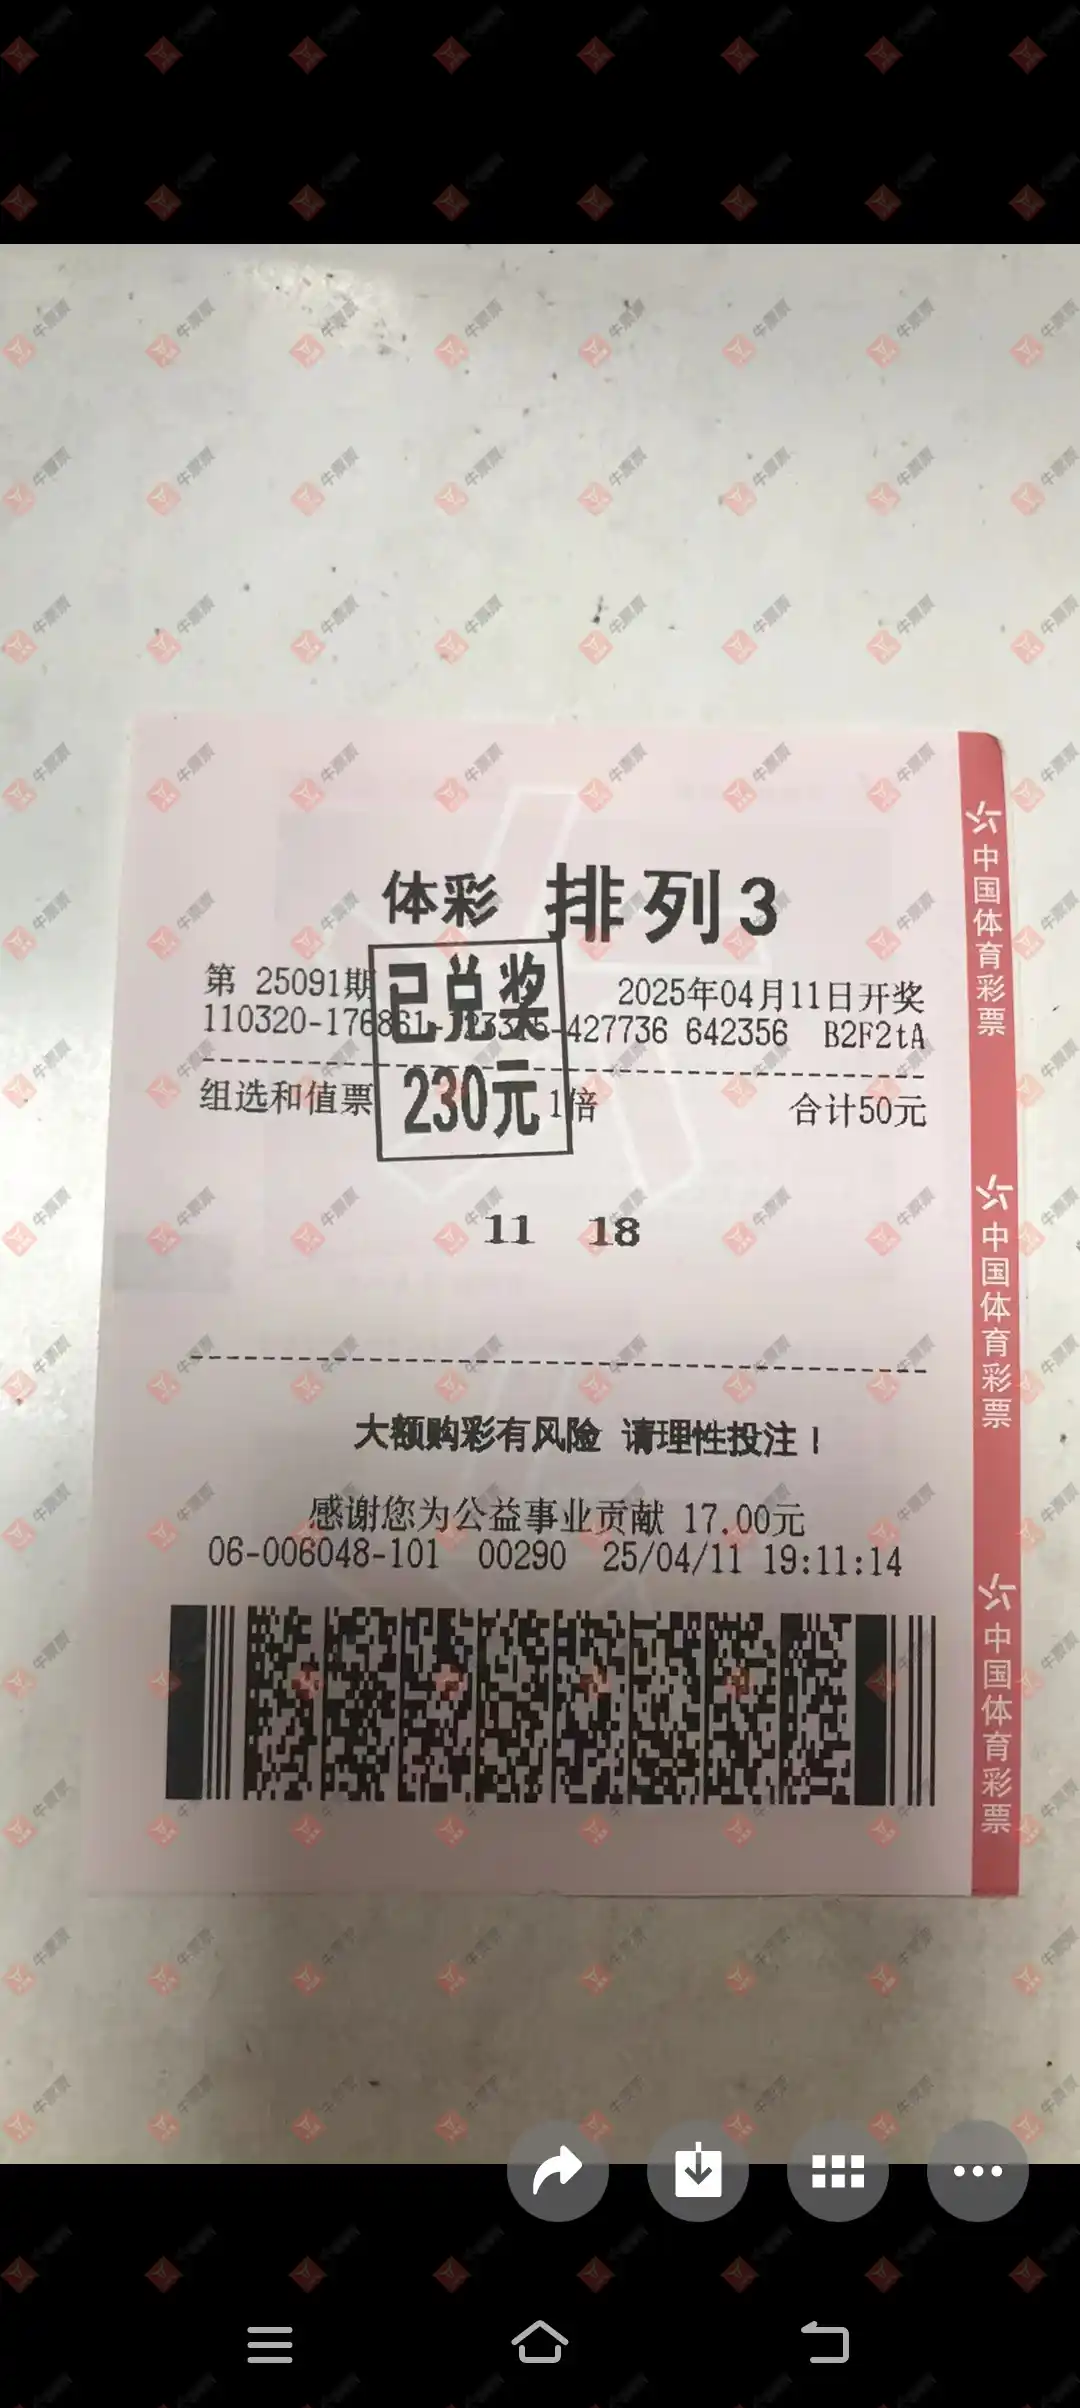 体彩 排列3
第 25091期
2025年04月11日开奖
已兑奖
230元
110320-176861-
-427736 642356 B2F2tA
组选和值票
1倍
合计50元
11 18
大额购彩有风险 请理性投注！
感谢您为公益事业贡献 17.00元
06-006048-101 00290 25/04/11 19:11:14
中国体育彩票
中国体育彩票
中国体育彩票
牛票票